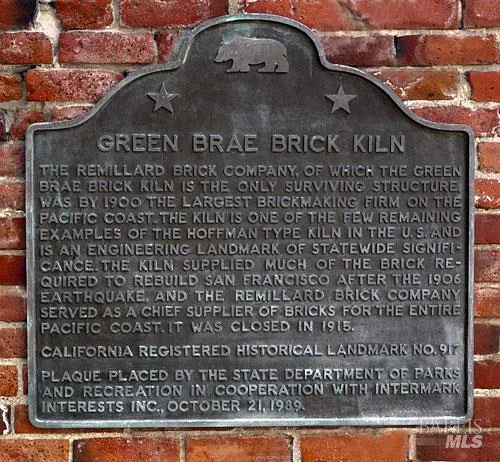 GREEN BRAE BRICK KILN
THE REMILLARD BRICK COMPANY, OF WHICH THE GREEN
BRAE BRICK KILN IS THE ONLY SURVIVING STRUCTURE,
WAS BY 1900 THE LARGEST BRICKMAKING FIRM ON THE
PACIFIC COAST. THE KILN IS ONE OF THE FEW REMAINING
EXAMPLES OF THE HOFFMAN TYPE KILN IN THE U.S. AND
IS AN ENGINEERING LANDMARK OF STATEWIDE SIGNIFI-
CANCE. THE KILN SUPPLIED MUCH OF THE BRICK RE-
QUIRED TO REBUILD SAN FRANCISCO AFTER THE 1906
EARTHQUAKE, AND THE REMILLARD BRICK COMPANY
SERVED AS A CHIEF SUPPLIER OF BRICKS FOR THE ENTIRE
PACIFIC COAST. IT WAS CLOSED IN 1915.
CALIFORNIA REGISTERED HISTORICAL LANDMARK NO. 917
PLAQUE PLACED BY THE STATE DEPARTMENT OF PARKS
AND RECREATION IN COOPERATION WITH INTERMARK
INTERESTS INC., OCTOBER 21, 1989.
BAREIS
MLS